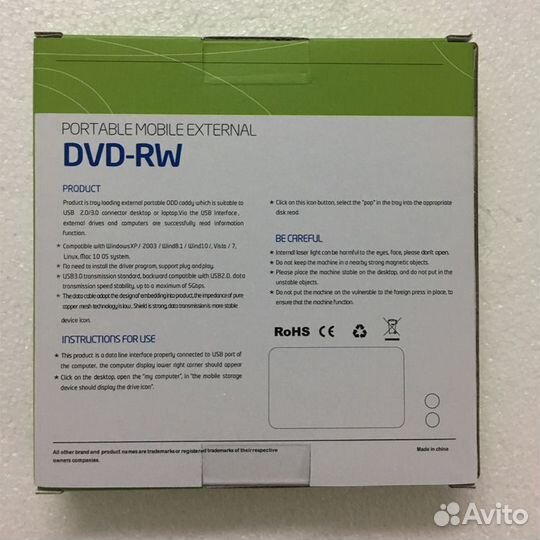 PORTABLE MOBILE EXTERNAL
DVD-RW
PRODUCT
Product is tray loading external portable ODD caddy which is suitable to
USB 2.0/3.0 connector desktop or laptop.Via the USB Interface,
external drives and computers are successfully read information
function.
★ Compatible with WindowsXP / 2003 / Wind8.1 / Wind10/, Vista / 7,
Linux, Mac 10 OS system.
★ No need to install the driver program, support plug and play.
★ USB3.0 transmission standard, backward compatible with USB2.0, data
transmission speed stability, up to a maximum of 5Gbps.
★ The data cable adopt the design of embedding into product, the impedance of pure
copper mesh technology is low. Shield is strong, data transmission is more stable
device icon.
INSTRUCTIONS FOR USE
★ This product is a data line interface properly connected to USB port of
the computer, the computer display lower right corner should appear
★ Click on the desktop, open the "my computer", in "the mobile storage
device should display the drive icon".
★ Click on this icon button, select the "pop" in the tray into the appropriate
disk read.
BE CAREFUL
★ Internal laser light can be harmful to the eyes, face, please don't open.
★ Do not keep the machine in a nearby strong magnetic objects.
★ Please place the machine stable on the desktop, and do not put in the
unstable objects.
★ Do not put the machine on the vulnerable to the foreign press in place, to
ensure that the machine function.
RoHS CE
All other brand and product names are trademarks or registered trademarks of their respective
owners companies.
Made in china
Avito